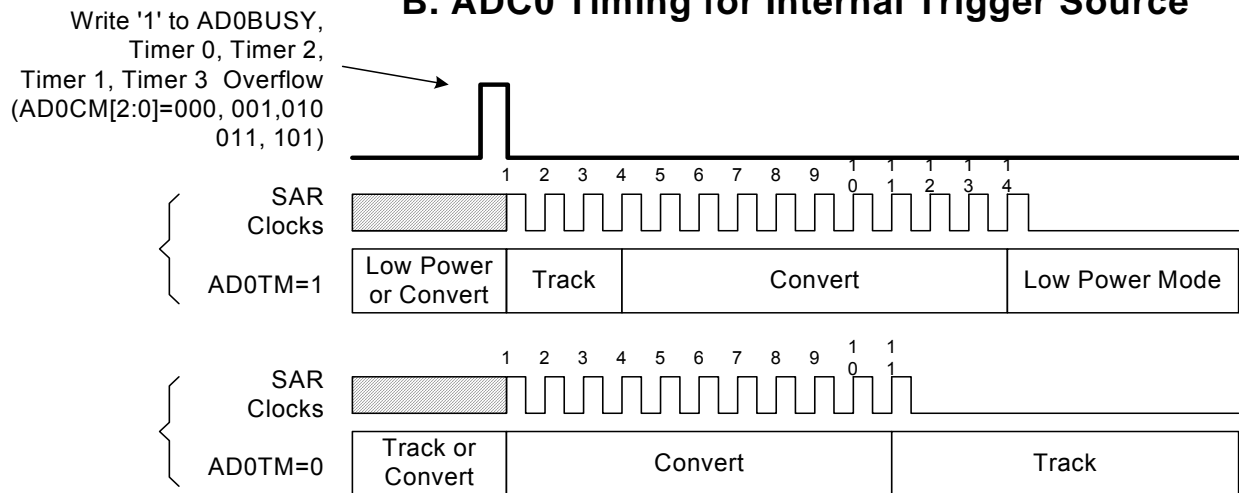 B. ADC0 Timing for Internal Trigger Source
Write '1' to AD0BUSY,
Timer 0, Timer 2,
Timer 1, Timer 3 Overflow
(AD0CM[2:0]=000, 001,010
011, 101)
1 2 3 4 5 6 7 8 9 10 11 12 13 14
SAR
Clocks
AD0TM=1
Low Power
or Convert
Track
Convert
Low Power Mode
1 2 3 4 5 6 7 8 9 10 11
SAR
Clocks
AD0TM=0
Track or
Convert
Convert
Track